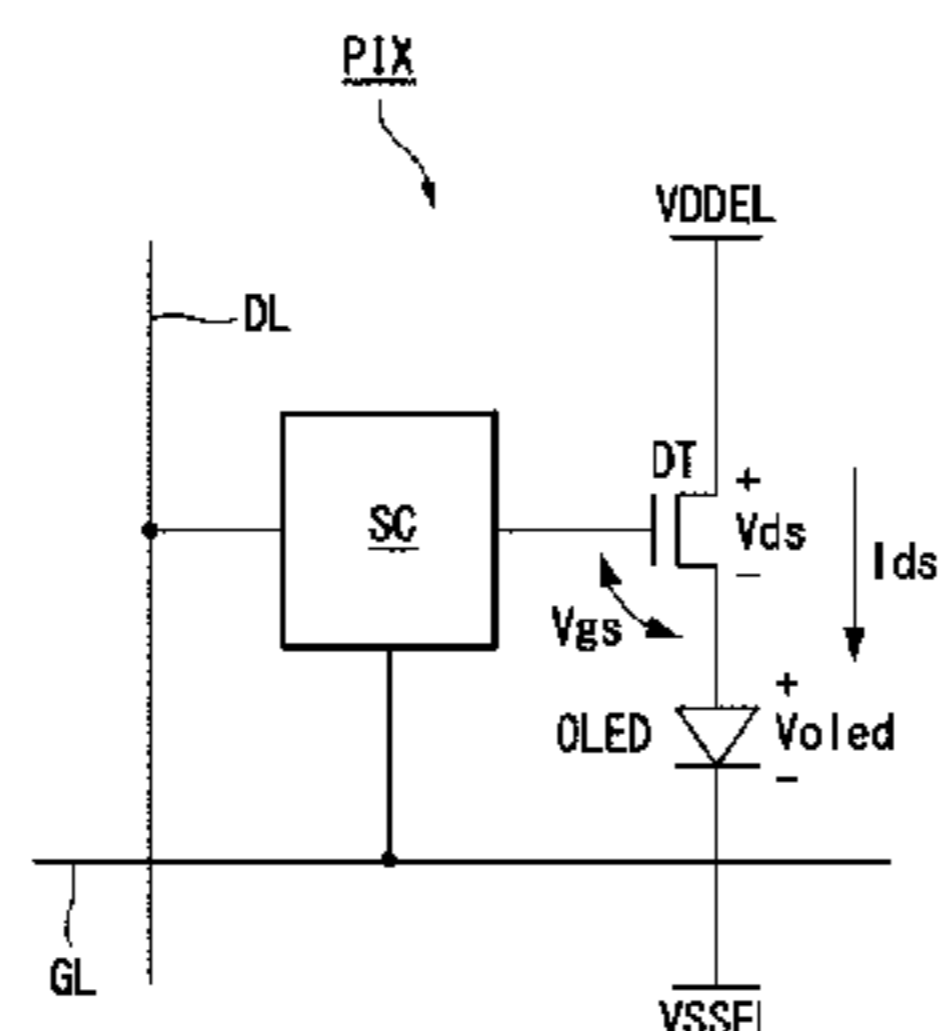 PIX
VDDEL
DL
DT
+
SC
Vds
-
Ids
Vgs
+
OLED
Voled
-
GL
VSSEL